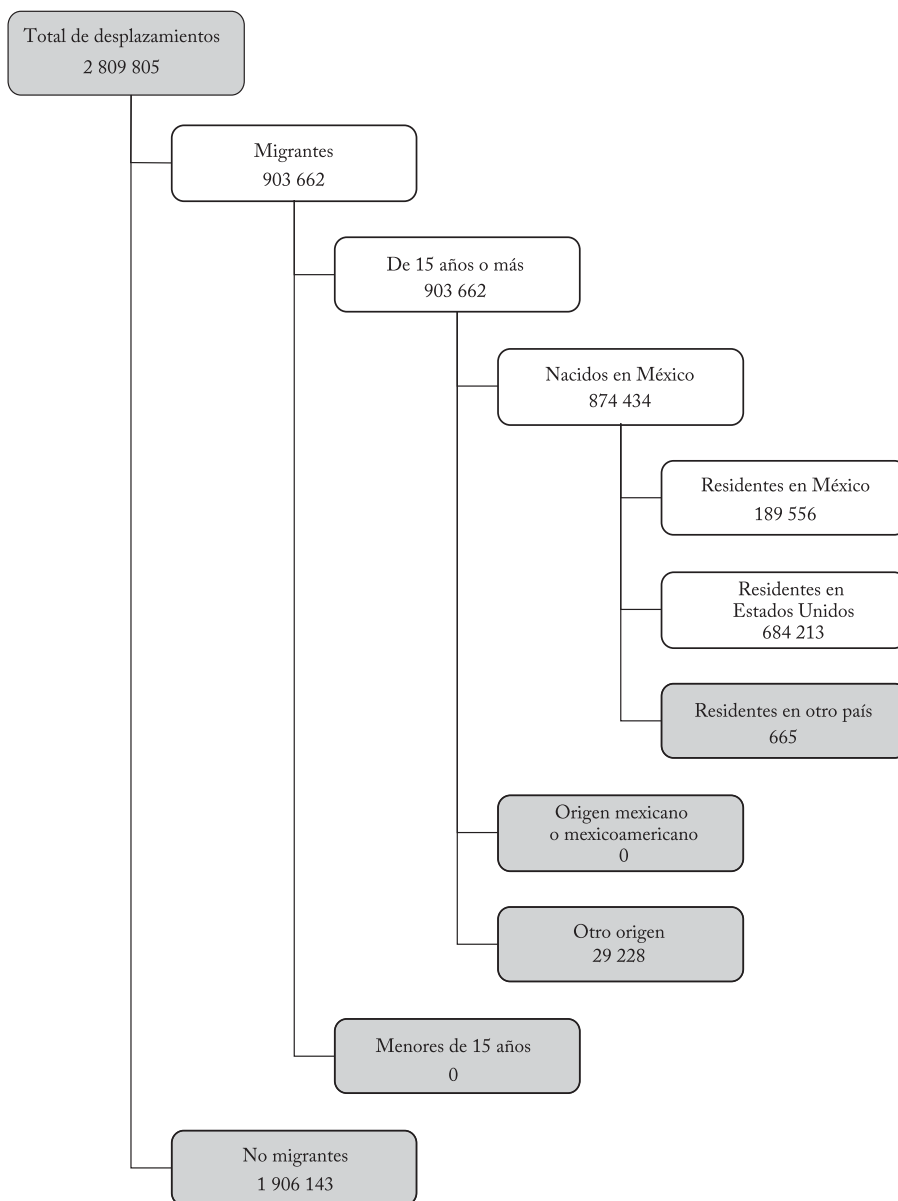 Total de desplazamientos
2 809 805
Migrantes
903 662
De 15 años o más
903 662
Nacidos en México
874 434
Residentes en México
189 556
Residentes en
Estados Unidos
684 213
Residentes en otro país
665
Origen mexicano
o mexicoamericano
0
Otro origen
29 228
Menores de 15 años
0
No migrantes
1 906 143